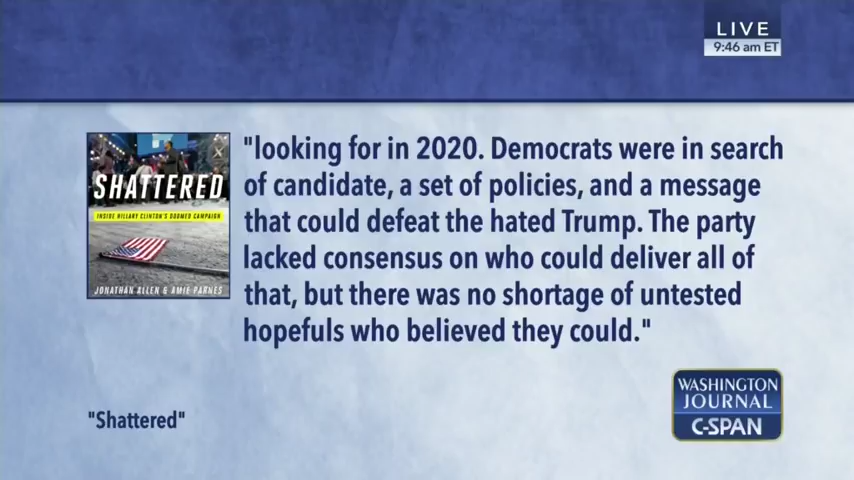 LIVE
9:46 am ET
SHATTERED
INSIDE HILLARY CLINTON'S DOOMED CAMPAIGN
JONATHAN ALLEN & AMIE PARNES
"looking for in 2020. Democrats were in search
of candidate, a set of policies, and a message
that could defeat the hated Trump. The party
lacked consensus on who could deliver all of
that, but there was no shortage of untested
hopefuls who believed they could."
"Shattered"
WASHINGTON
JOURNAL
C-SPAN